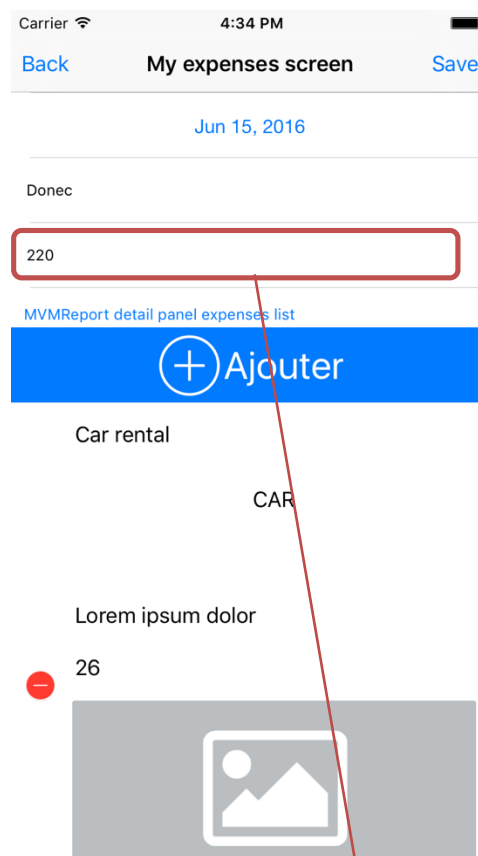 Carrier 4:34 PM
Back My expenses screen Save
Jun 15, 2016
Donec
220
MVMReport detail panel expenses list
Ajouter
Car rental
CAR
Lorem ipsum dolor
26